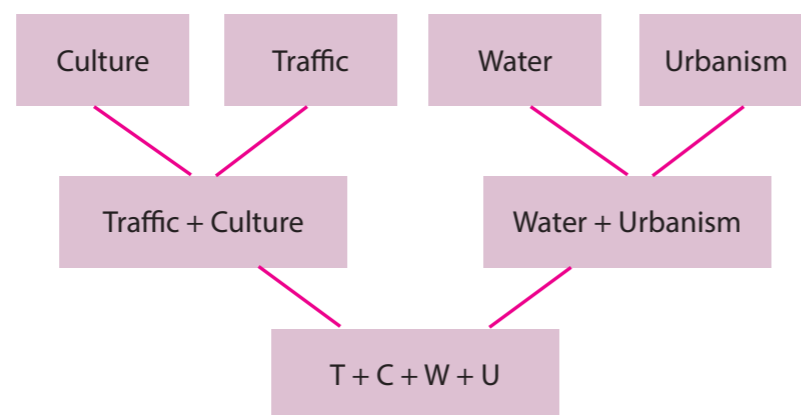 Culture
Traffic
Water
Urbanism
Traffic + Culture
Water + Urbanism
T + C + W + U